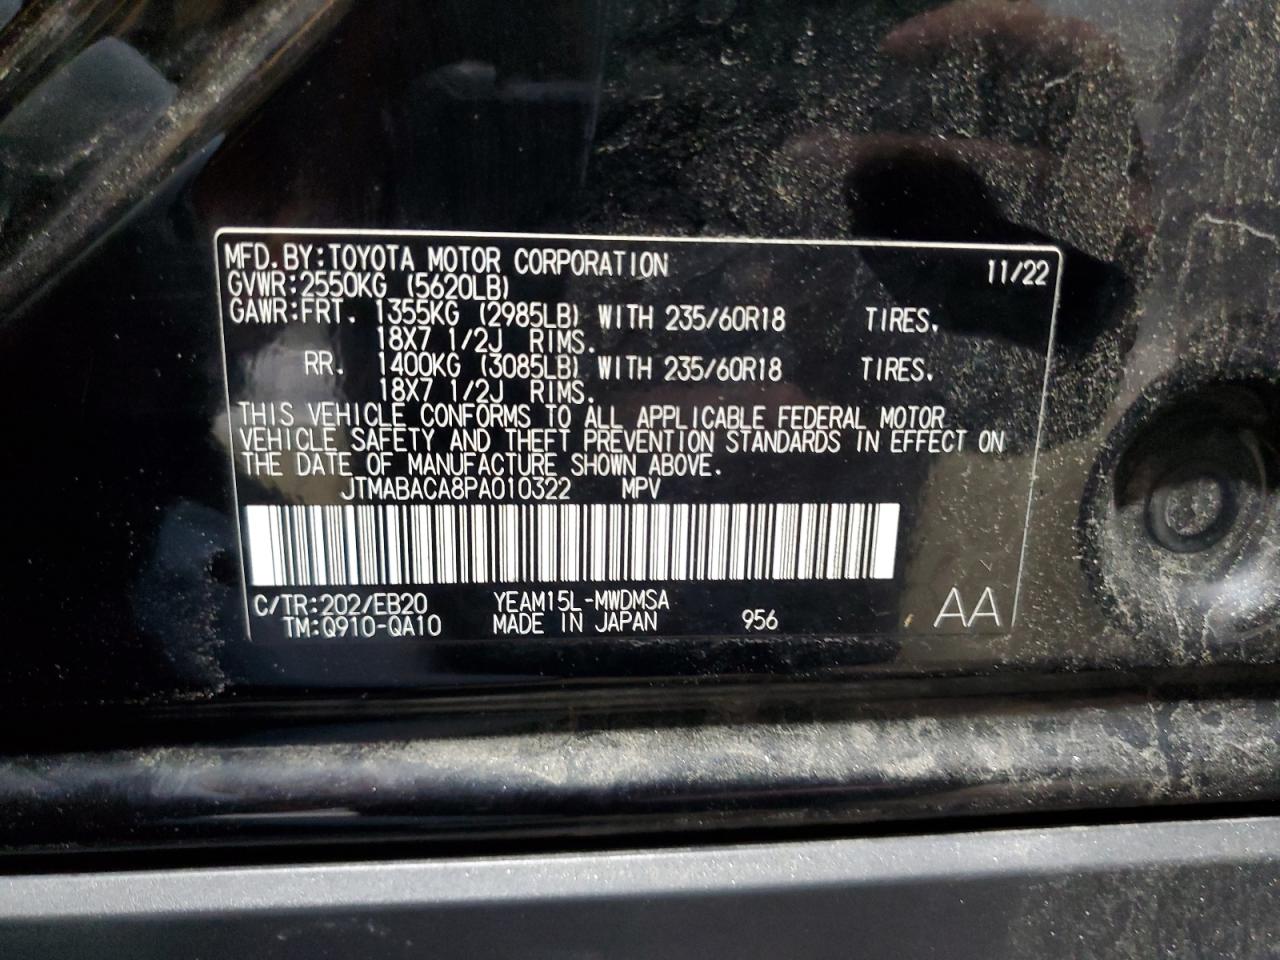 MFD.BY:TOYOTA MOTOR CORPORATION 11/22
GVWR:2550KG (5620LB)
GAWR:FRT. 1355KG (2985LB) WITH 235/60R18 TIRES.
18X7 1/2J RIMS.
RR. 1400KG (3085LB) WITH 235/60R18 TIRES.
18X7 1/2J RIMS.
THIS VEHICLE CONFORMS TO ALL APPLICABLE FEDERAL MOTOR
VEHICLE SAFETY AND THEFT PREVENTION STANDARDS IN EFFECT ON
THE DATE OF MANUFACTURE SHOWN ABOVE.
JTMABACA8PA010322 MPV
C/TR:202/EB20 YEAM15L-MWDMSA
TM:Q910-QA10 MADE IN JAPAN 956 AA